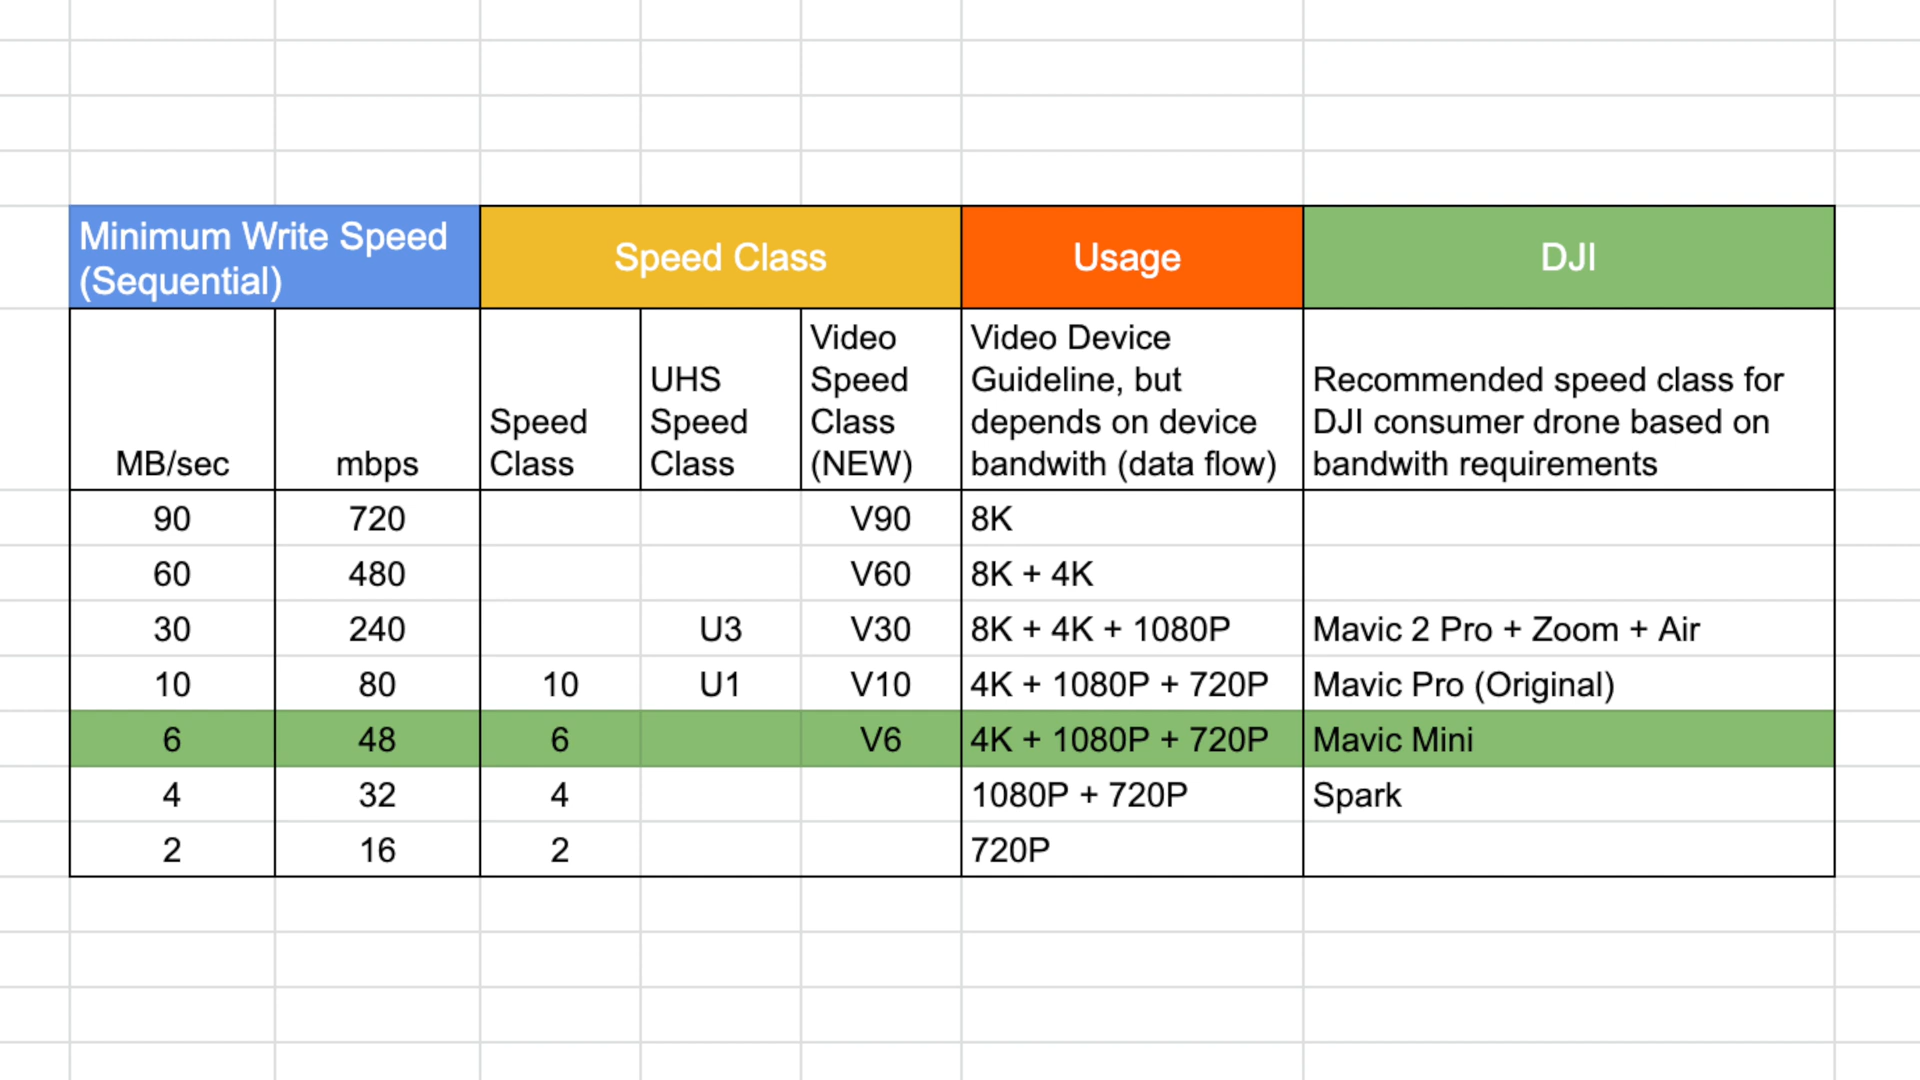 Minimum Write Speed
(Sequential)
Speed Class
Usage
DJI
MB/sec
mbps
Speed
Class
UHS
Speed
Class
Video
Speed
Class
(NEW)
Video Device
Guideline, but
depends on device
bandwith (data flow)
Recommended speed class for
DJI consumer drone based on
bandwith requirements
90 720 V90 8K
60 480 V60 8K + 4K
30 240 U3 V30 8K + 4K + 1080P Mavic 2 Pro + Zoom + Air
10 80 10 U1 V10 4K + 1080P + 720P Mavic Pro (Original)
6 48 6 V6 4K + 1080P + 720P Mavic Mini
4 32 4 1080P + 720P Spark
2 16 2 720P